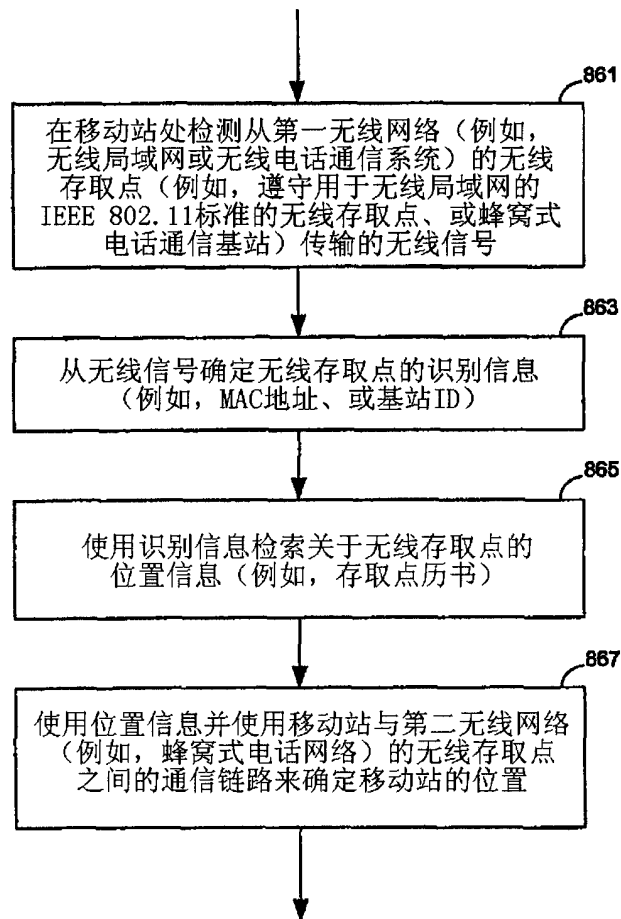 861
在移动站处检测从第一无线网络（例如，
无线局域网或无线电话通信系统）的无线
存取点（例如，遵守用于无线局域网的
IEEE 802.11标准的无线存取点、或蜂窝式
电话通信基站）传输的无线信号
863
从无线信号确定无线存取点的识别信息
（例如，MAC地址、或基站ID）
865
使用识别信息检索关于无线存取点的
位置信息（例如，存取点历书）
867
使用位置信息并使用移动站与第二无线网络
（例如，蜂窝式电话网络）的无线存取点
之间的通信链路来确定移动站的位置